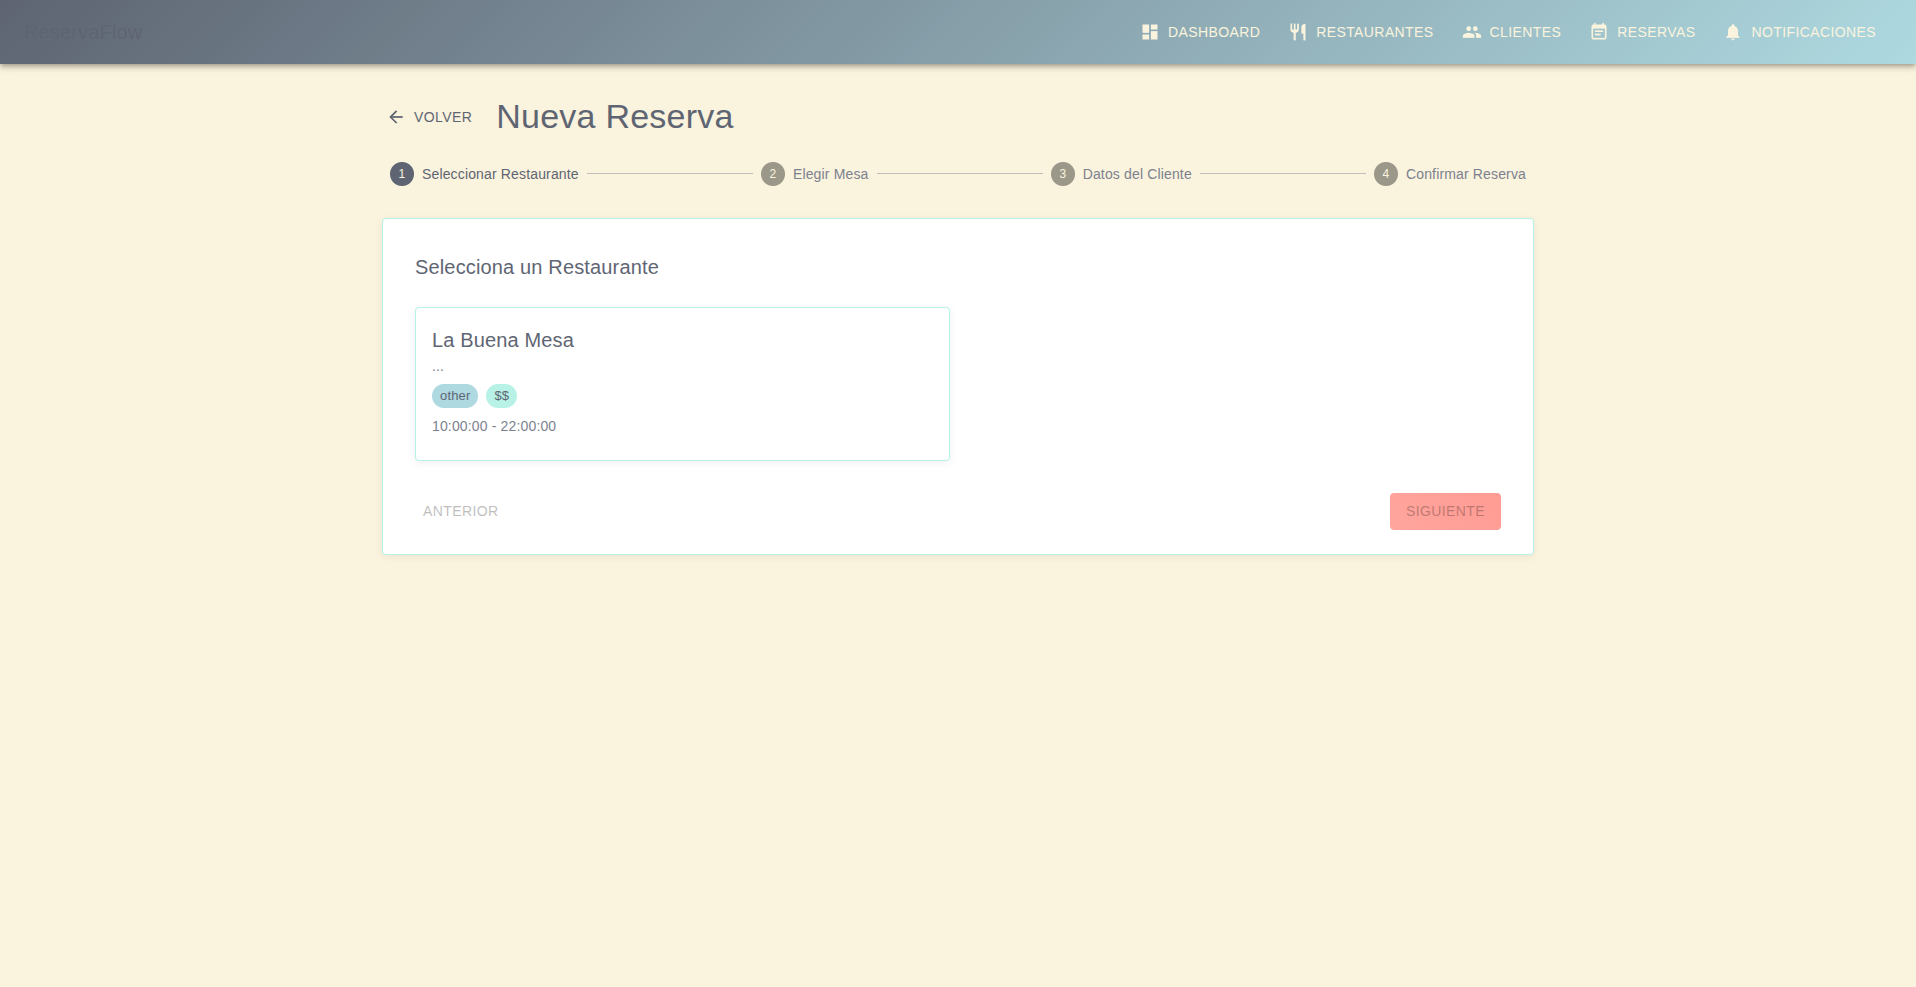 ReservaFlow
DASHBOARD
RESTAURANTES
CLIENTES
RESERVAS
NOTIFICACIONES
VOLVER
Nueva Reserva
1 Seleccionar Restaurante
2 Elegir Mesa
3 Datos del Cliente
4 Confirmar Reserva
Selecciona un Restaurante
La Buena Mesa
...
other $$
10:00:00 - 22:00:00
ANTERIOR
SIGUIENTE